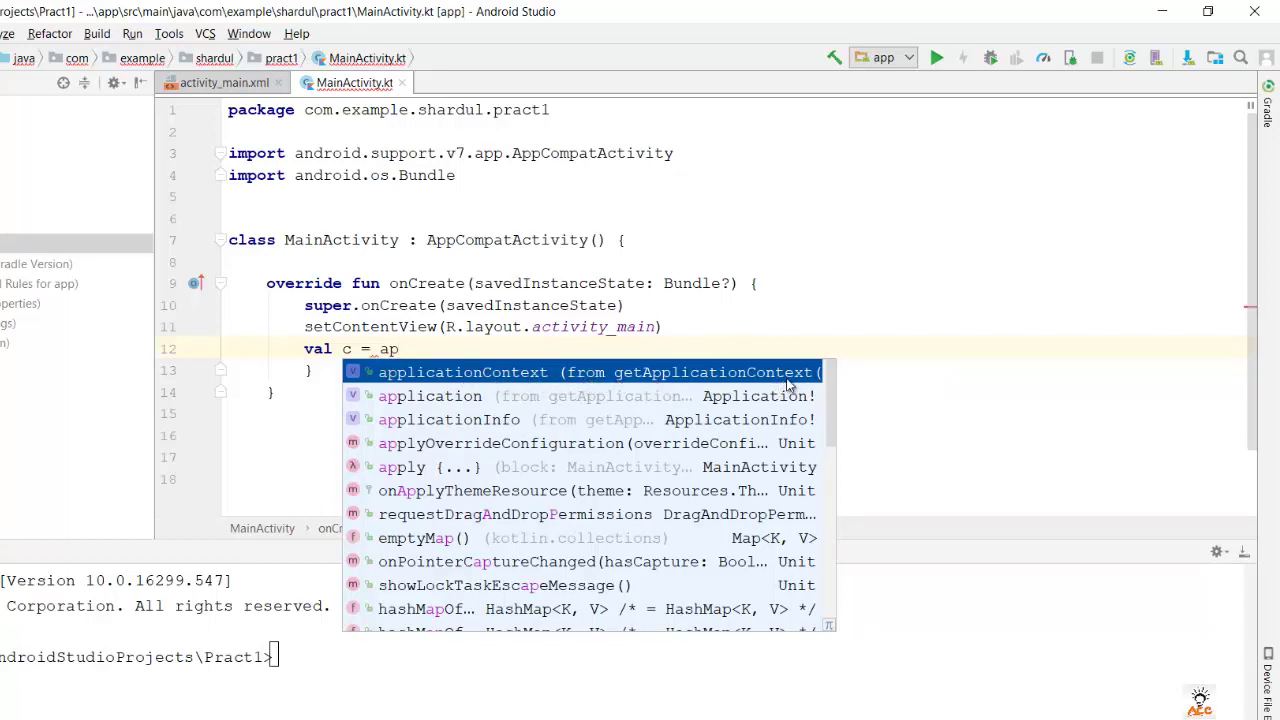 rojects\Pract1] - ...\app\src\main\java\com\example\shardul\pract1\MainActivity.kt [app] - Android Studio
yze Refactor Build Run Tools VCS Window Help
java com example shardul pract1 MainActivity.kt app
activity_main.xml MainActivity.kt
1 package com.example.shardul.pract1
2
3 import android.support.v7.app.AppCompatActivity
4 import android.os.Bundle
5
6
7 class MainActivity : AppCompatActivity() {
8
9 override fun onCreate(savedInstanceState: Bundle?) {
10 super.onCreate(savedInstanceState)
11 setContentView(R.layout.activity_main)
12 val c = ap
13 }
14 }
15
16
17
18
applicationContext (from getApplicationContext(
application (from getApplication... Application!
applicationInfo (from getApp... ApplicationInfo!
applyOverrideConfiguration(overrideConfi... Unit
apply {...} (block: MainActivity... MainActivity
onApplyThemeResource(theme: Resources.Th... Unit
requestDragAndDropPermissions DragAndDropPerm...
emptyMap() (kotlin.collections) Map<K, V>
onPointerCaptureChanged(hasCapture: Bool... Unit
showLockTaskEscapeMessage() Unit
hashMapOf... HashMap<K, V> /* = HashMap<K, V> */
hashMapOf HashMap<K, V> /* = HashMap<K, V> */
radle Version)
l Rules for app)
operties)
gs)
n)
MainActivity › onCr
[Version 10.0.16299.547]
Corporation. All rights reserved.
ndroidStudioProjects\Pract1>
Gradle
Device File E
AEC